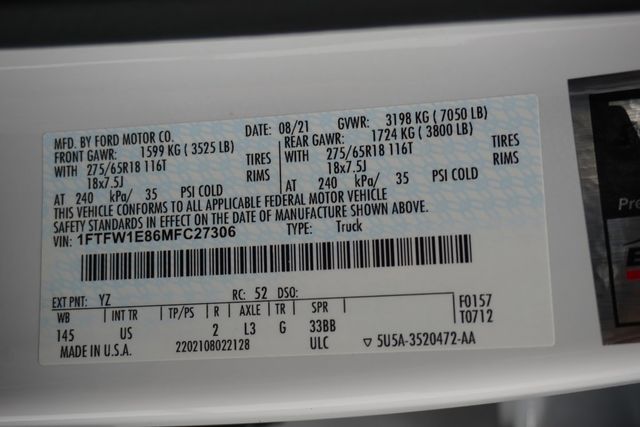 MFD. BY FORD MOTOR CO. DATE: 08/21 GVWR: 3198 KG ( 7050 LB)
FRONT GAWR: 1599 KG ( 3525 LB) REAR GAWR: 1724 KG ( 3800 LB)
WITH 275/65R18 116T TIRES WITH 275/65R18 116T TIRES
18x7.5J RIMS 18x7.5J RIMS
AT 240 kPa/ 35 PSI COLD AT 240 kPa/ 35 PSI COLD
THIS VEHICLE CONFORMS TO ALL APPLICABLE FEDERAL MOTOR VEHICLE
SAFETY STANDARDS IN EFFECT ON THE DATE OF MANUFACTURE SHOWN ABOVE.
VIN: 1FTFW1E86MFC27306 TYPE: Truck
EXT PNT: YZ RC: 52 DSO:
WB INT TR TP/PS R AXLE TR SPR F0157
145 US 2 L3 G 33BB T0712
MADE IN U.S.A. 2202108022128 ULC ▽ 5U5A-3520472-AA